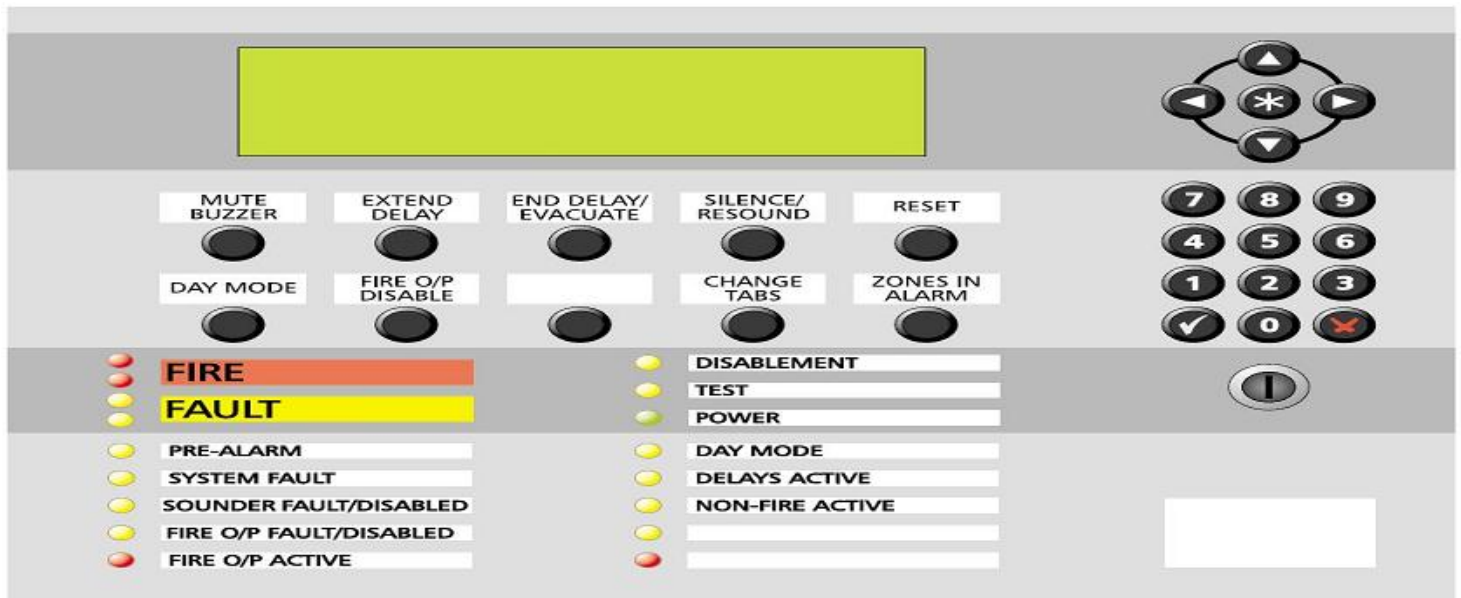 MUTE
BUZZER
EXTEND
DELAY
END DELAY/
EVACUATE
SILENCE/
RESOUND
RESET
DAY MODE
FIRE O/P
DISABLE
CHANGE
TABS
ZONES IN
ALARM
7 8 9
4 5 6
1 2 3
0
FIRE
FAULT
PRE-ALARM
SYSTEM FAULT
SOUNDER FAULT/DISABLED
FIRE O/P FAULT/DISABLED
FIRE O/P ACTIVE
DISABLEMENT
TEST
POWER
DAY MODE
DELAYS ACTIVE
NON-FIRE ACTIVE